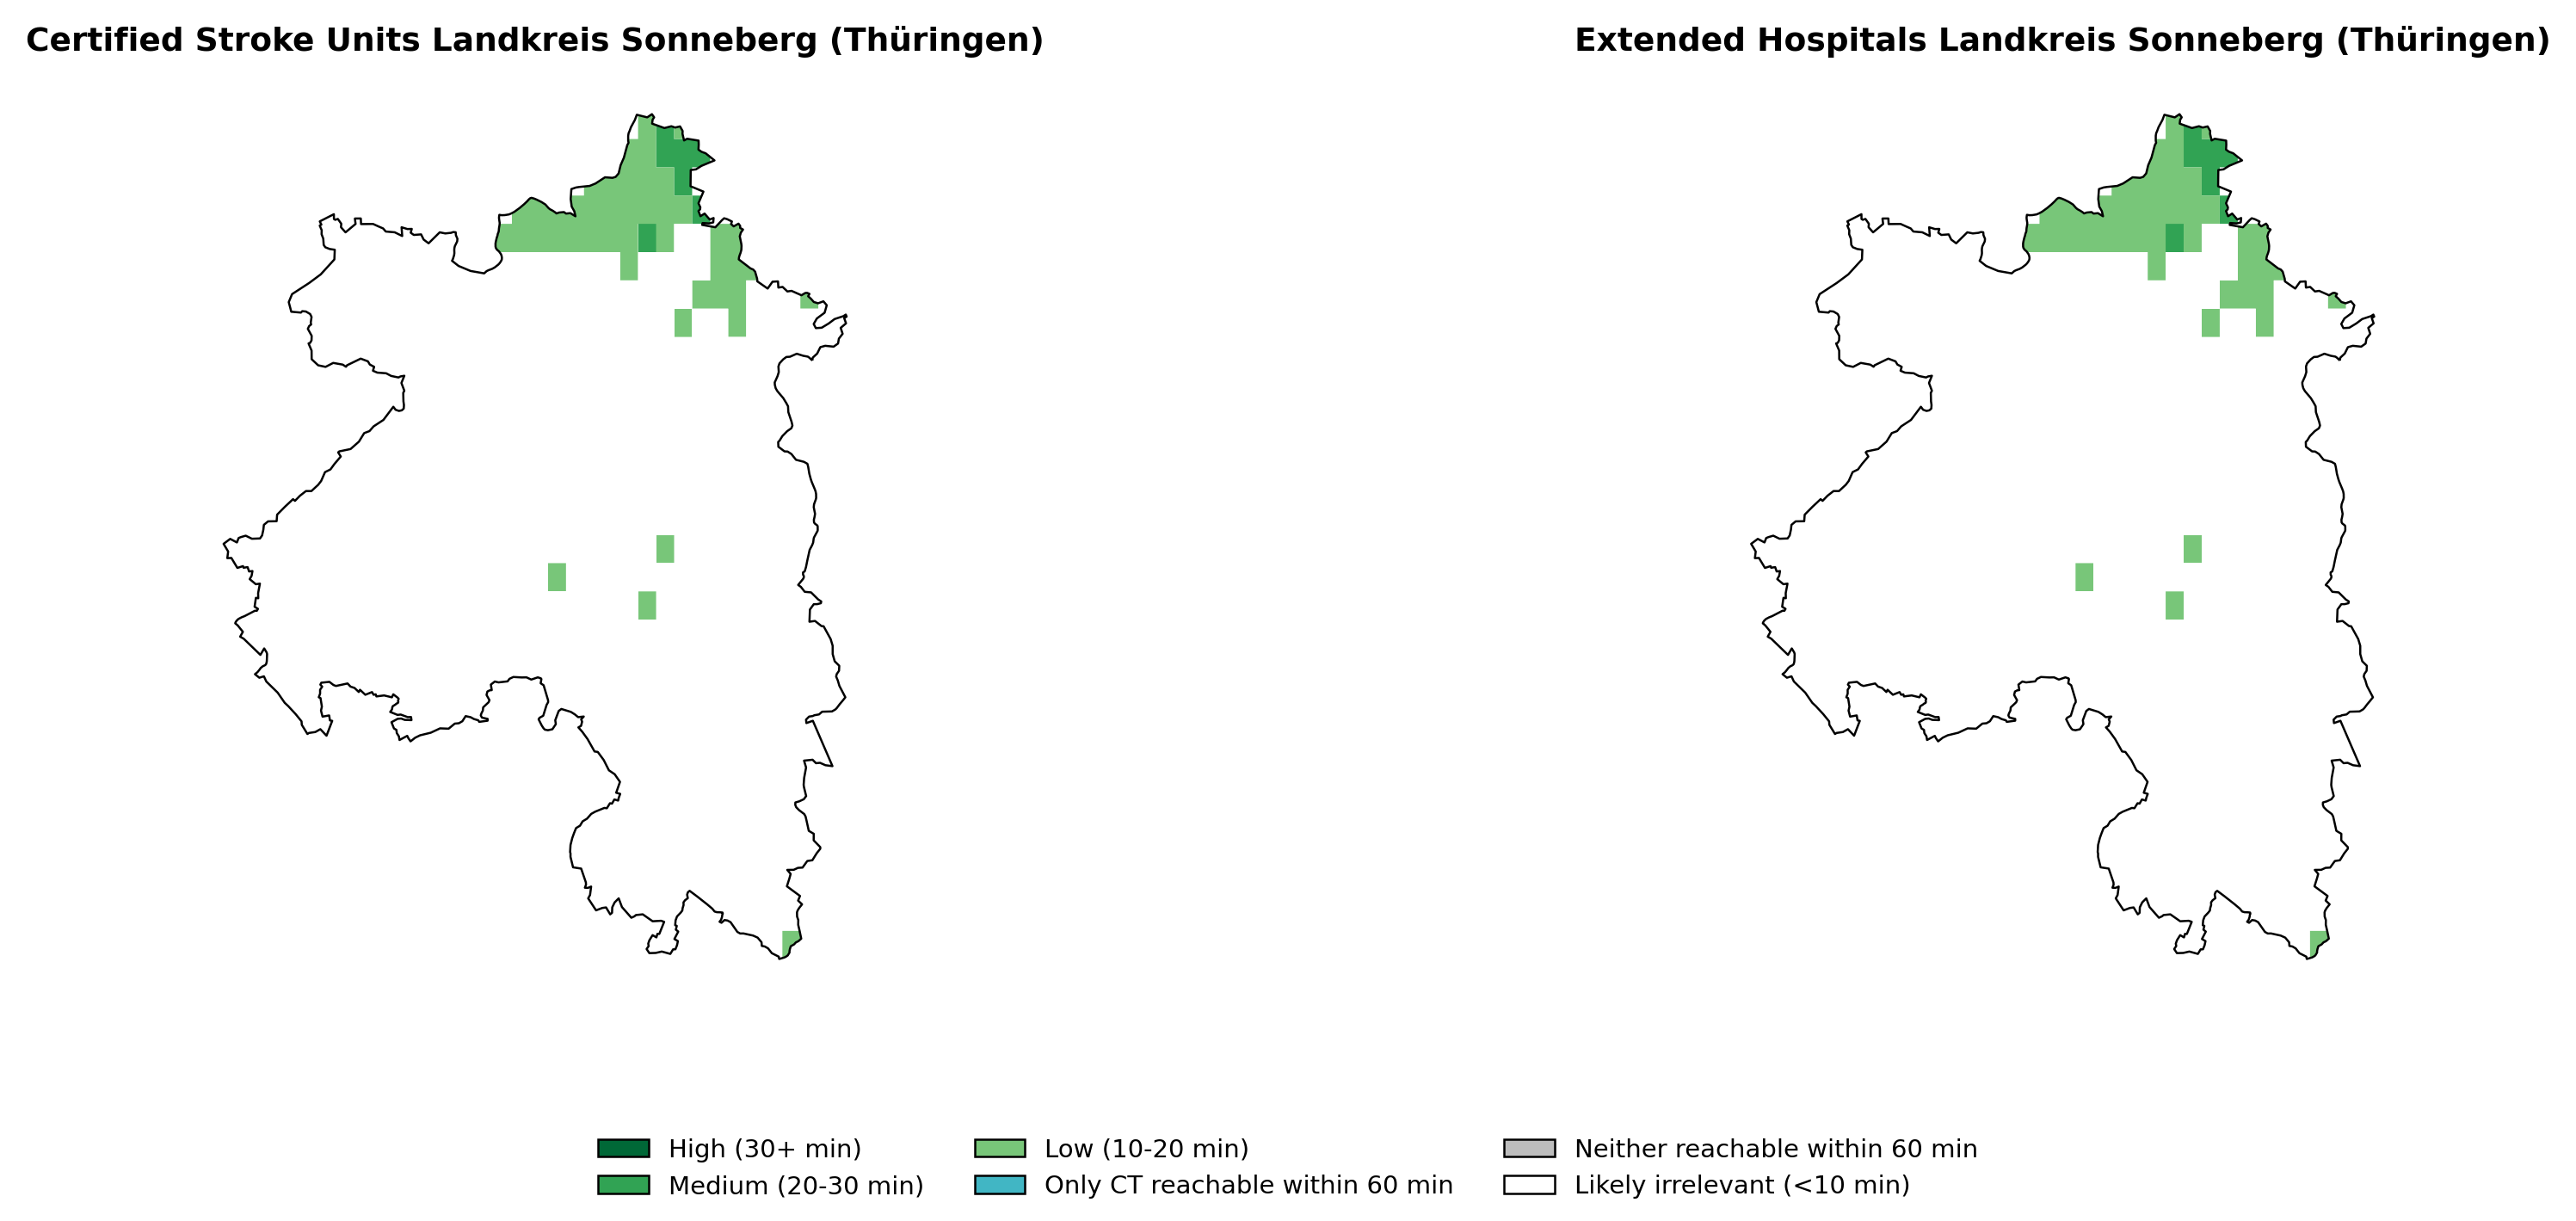 Certified Stroke Units Landkreis Sonneberg (Thüringen)
Extended Hospitals Landkreis Sonneberg (Thüringen)
High (30+ min)
Medium (20-30 min)
Low (10-20 min)
Only CT reachable within 60 min
Neither reachable within 60 min
Likely irrelevant (<10 min)